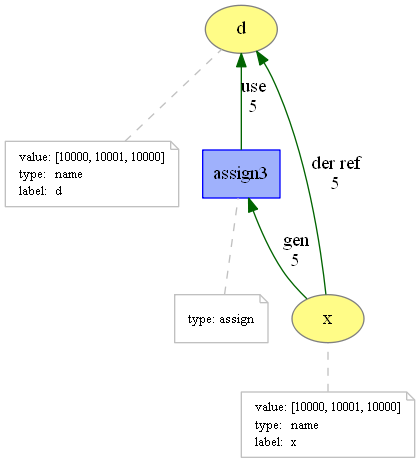 d
use
5
value: [10000, 10001, 10000]
type: name
label: d
der ref
5
assign3
gen
5
type: assign
x
value: [10000, 10001, 10000]
type: name
label: x